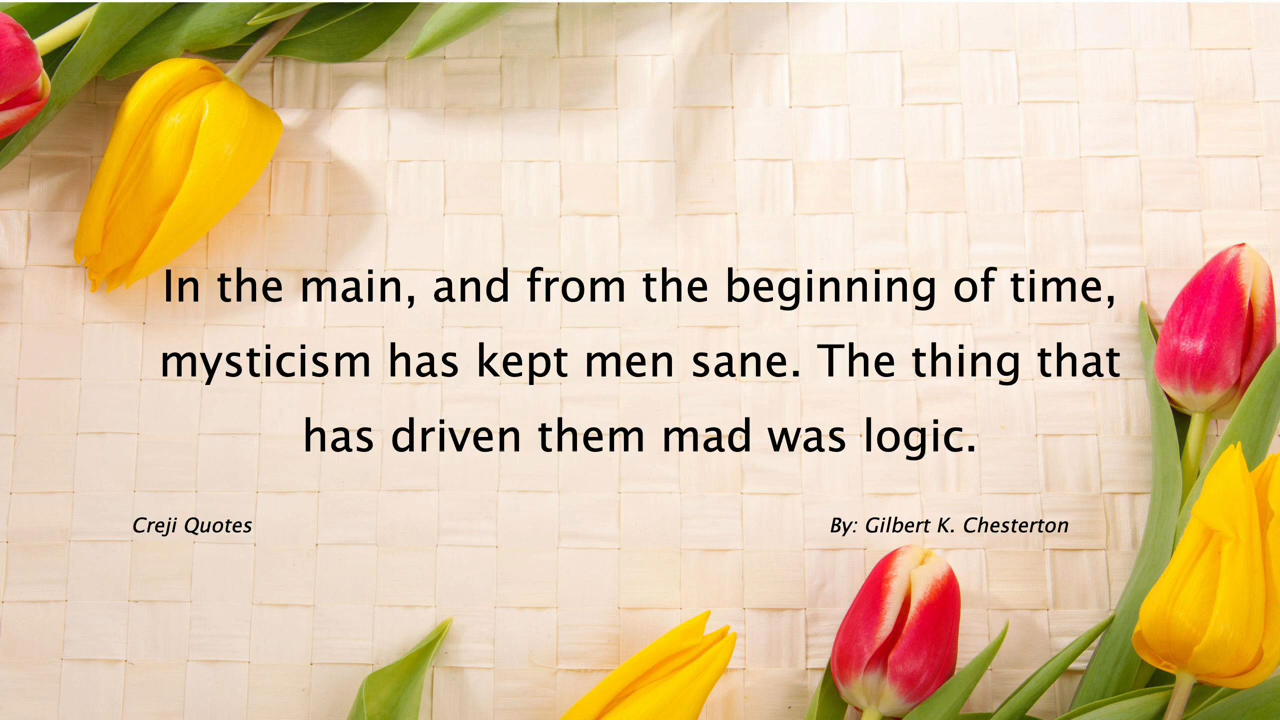 In the main, and from the beginning of time,
mysticism has kept men sane. The thing that
has driven them mad was logic.
Creji Quotes
By: Gilbert K. Chesterton